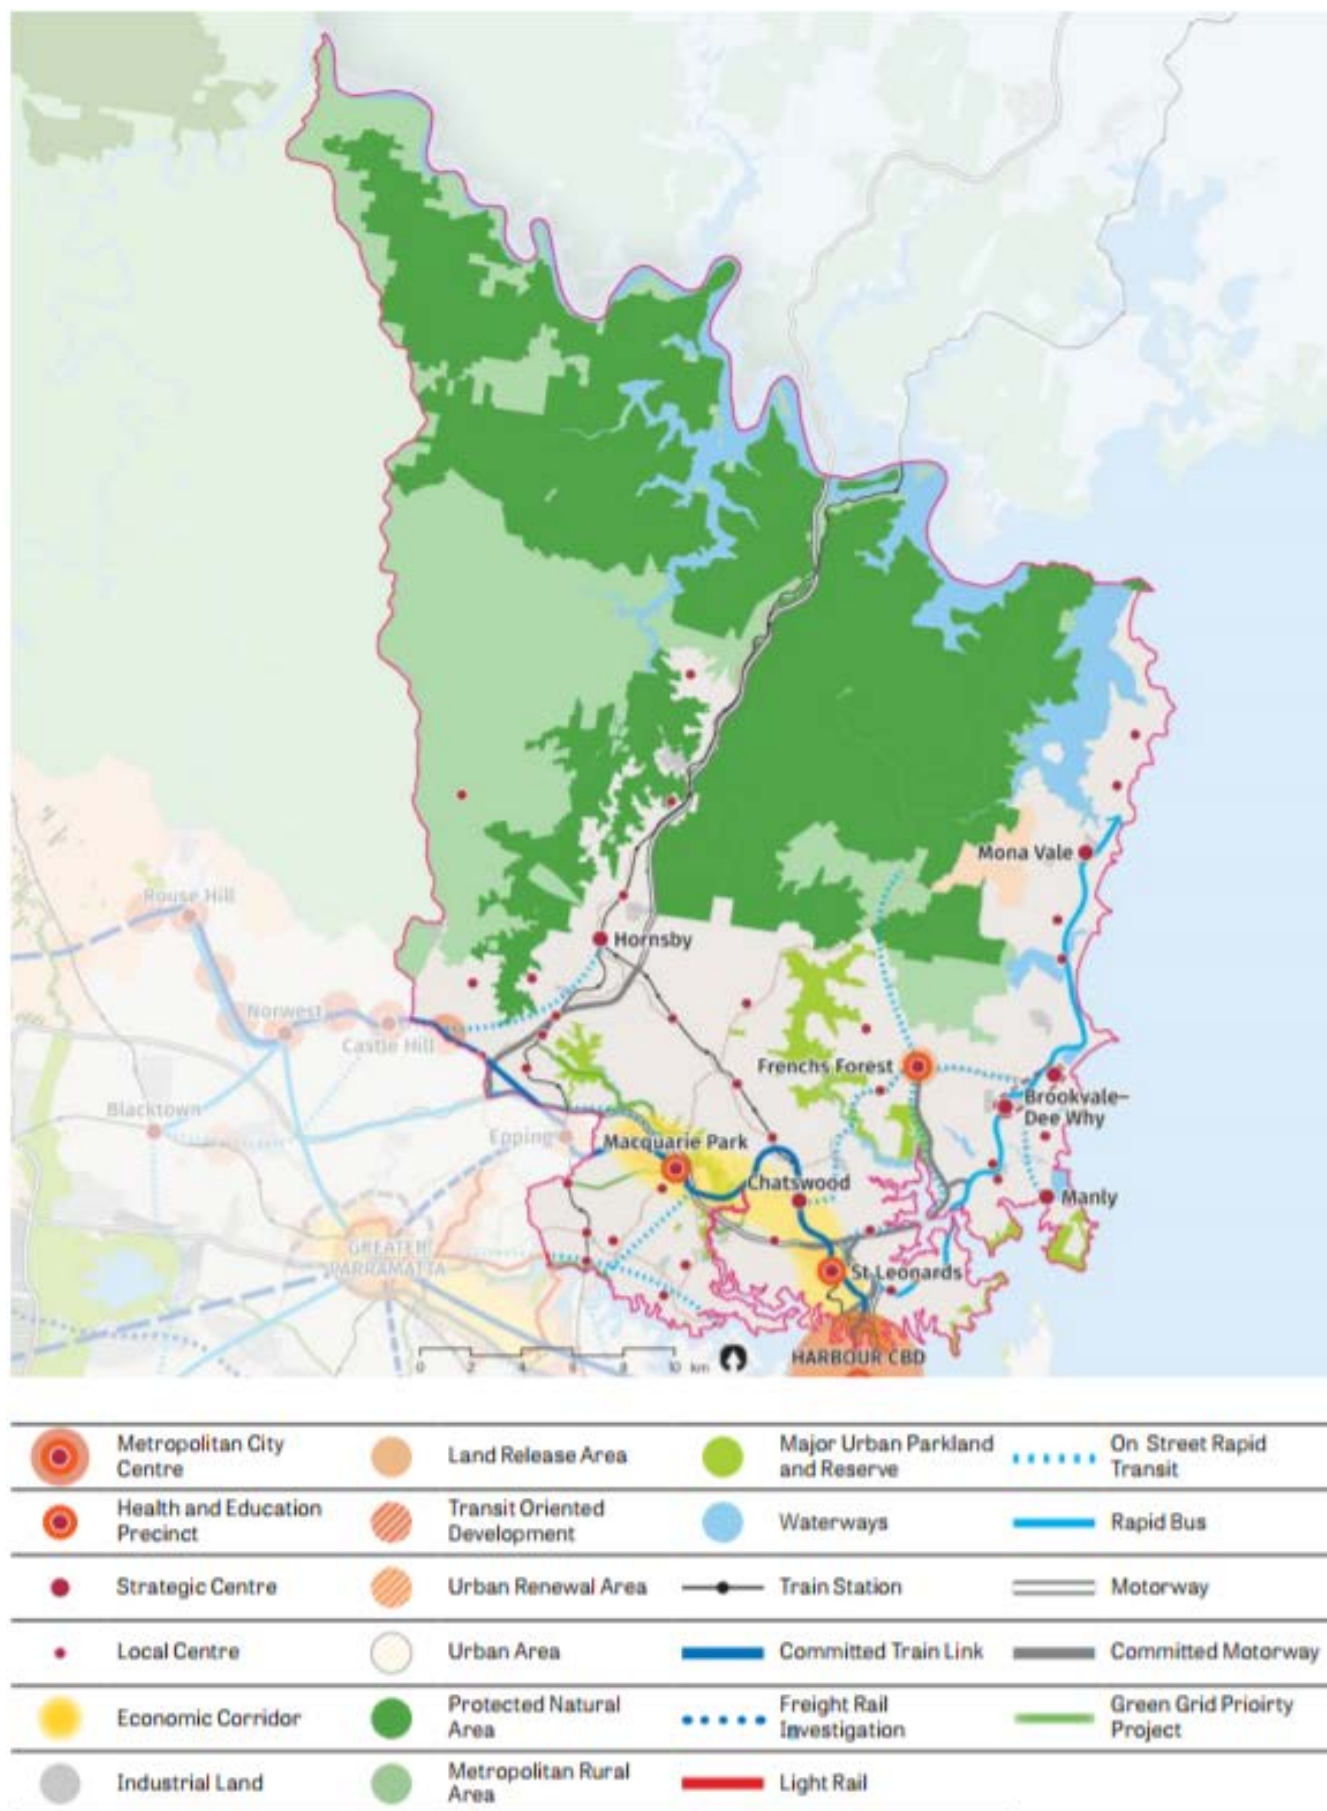 Mona Vale
Rouse Hill
Hornsby
Norwest
Castle Hill
Frenchs Forest
Brookvale–
Dee Why
Blacktown
Epping
Macquarie Park
Chatswood
Manly
GREATER
PARRAMATTA
St Leonards
0 2 4 6 8 10 km
HARBOUR CBD
Metropolitan City
Centre
Land Release Area
Major Urban Parkland
and Reserve
On Street Rapid
Transit
Health and Education
Precinct
Transit Oriented
Development
Waterways
Rapid Bus
Strategic Centre
Urban Renewal Area
Train Station
Motorway
Local Centre
Urban Area
Committed Train Link
Committed Motorway
Economic Corridor
Protected Natural
Area
Freight Rail
Investigation
Green Grid Prioirty
Project
Industrial Land
Metropolitan Rural
Area
Light Rail